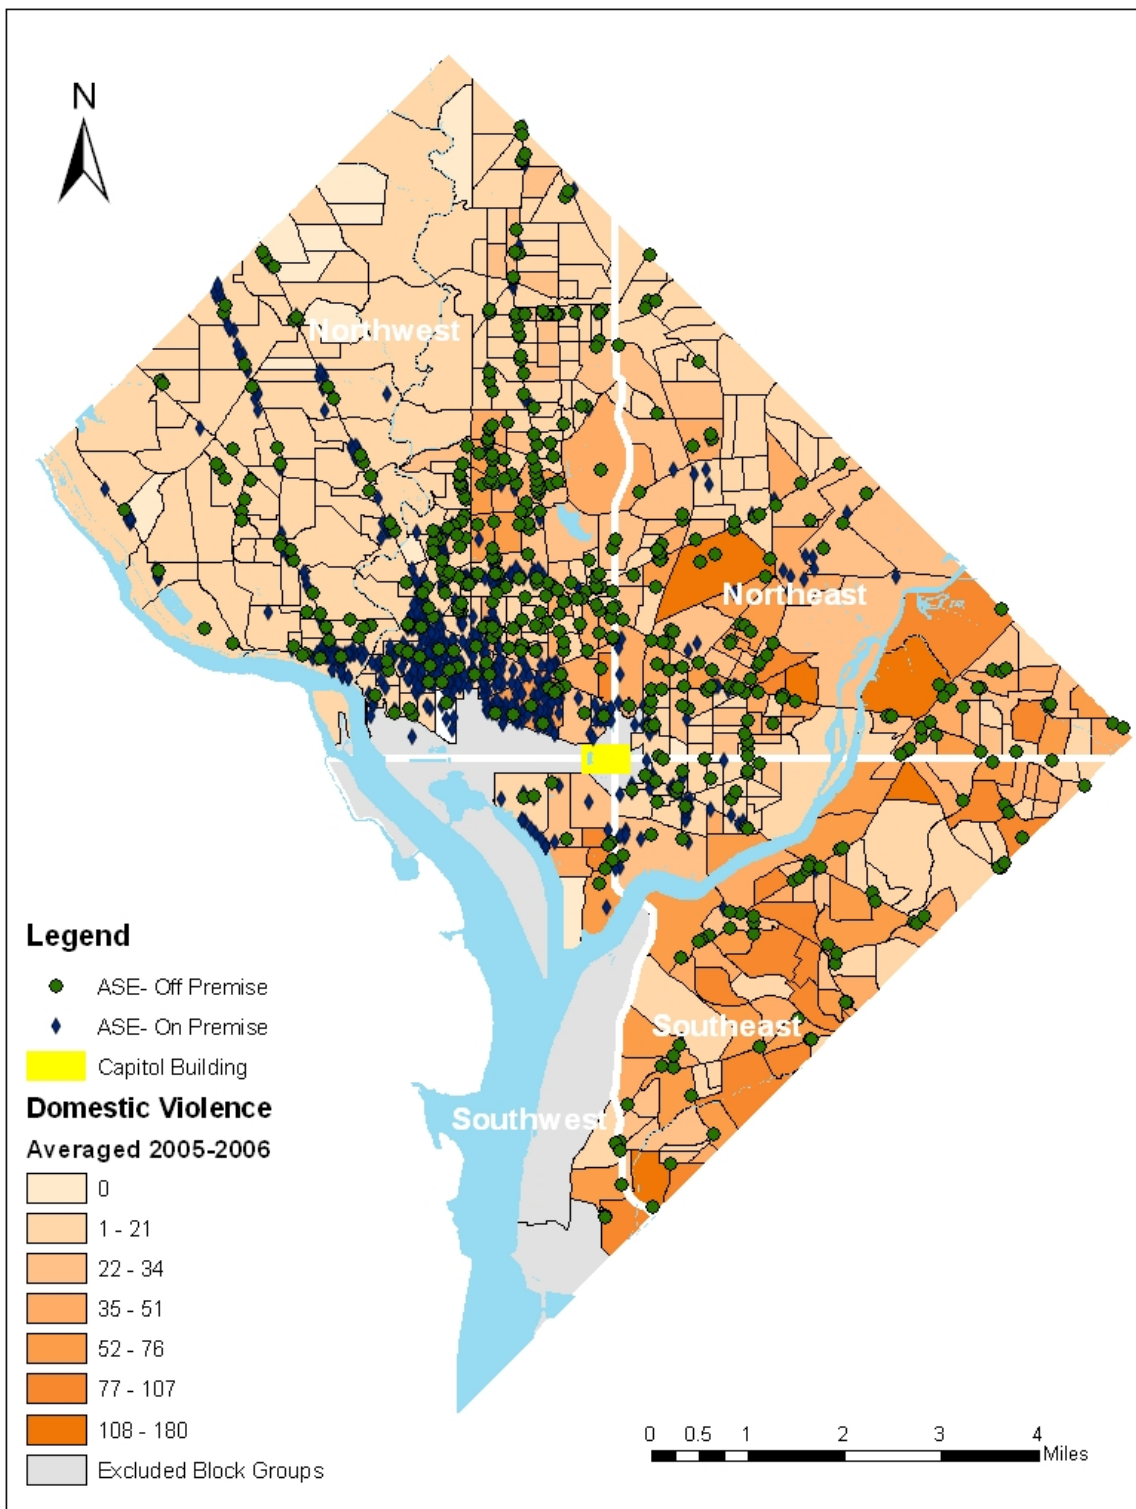 N
Northwest
Northeast
Southeast
Southwest
Legend
ASE- Off Premise
ASE- On Premise
Capitol Building
Domestic Violence
Averaged 2005-2006
0
1 - 21
22 - 34
35 - 51
52 - 76
77 - 107
108 - 180
Excluded Block Groups
0 0.5 1 2 3 4
Miles